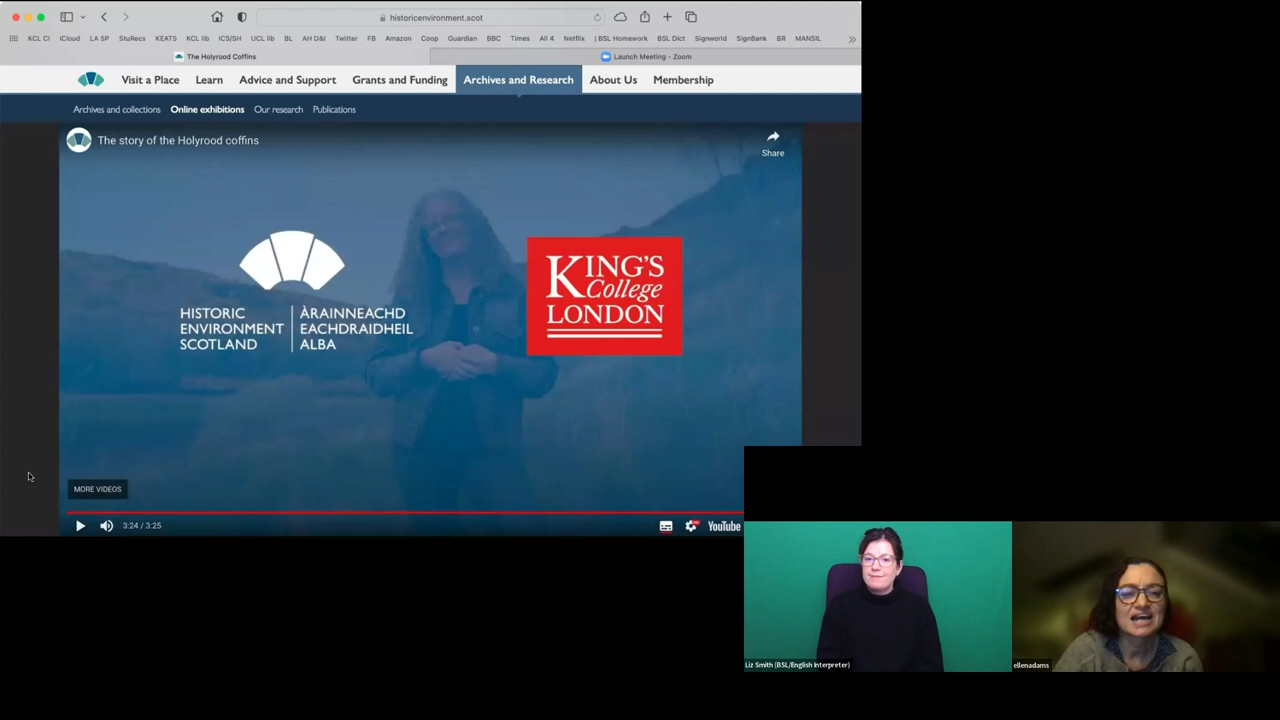 historicenvironment.scot
KCL CI iCloud LA SP StuRecs KEATS KCL lib ICS/SH UCL lib BL AH D&I Twitter FB Amazon Coop Guardian BBC Times All 4 Netflix | BSL Homework BSL Dict Signworld SignBank BR MANSIL
The Holyrood Coffins Launch Meeting - Zoom
Visit a Place Learn Advice and Support Grants and Funding Archives and Research About Us Membership
Archives and collections Online exhibitions Our research Publications
The story of the Holyrood coffins
Share
HISTORIC
ENVIRONMENT
SCOTLAND
ÀRAINNEACHD
EACHDRAIDHEIL
ALBA
KING'S
College
LONDON
MORE VIDEOS
3:24 / 3:25
HD
YouTube
Liz Smith (BSL/English Interpreter)
ellenadams